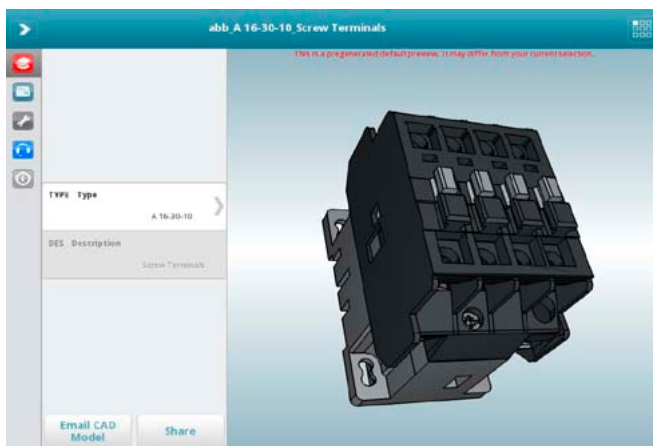 abb_A 16-30-10_Screw Terminals
This is a pregenerated default preview. It may differ from your current selection.
TYPE Type
A 16-30-10
DES Description
Screw Terminals
Email CAD
Model
Share